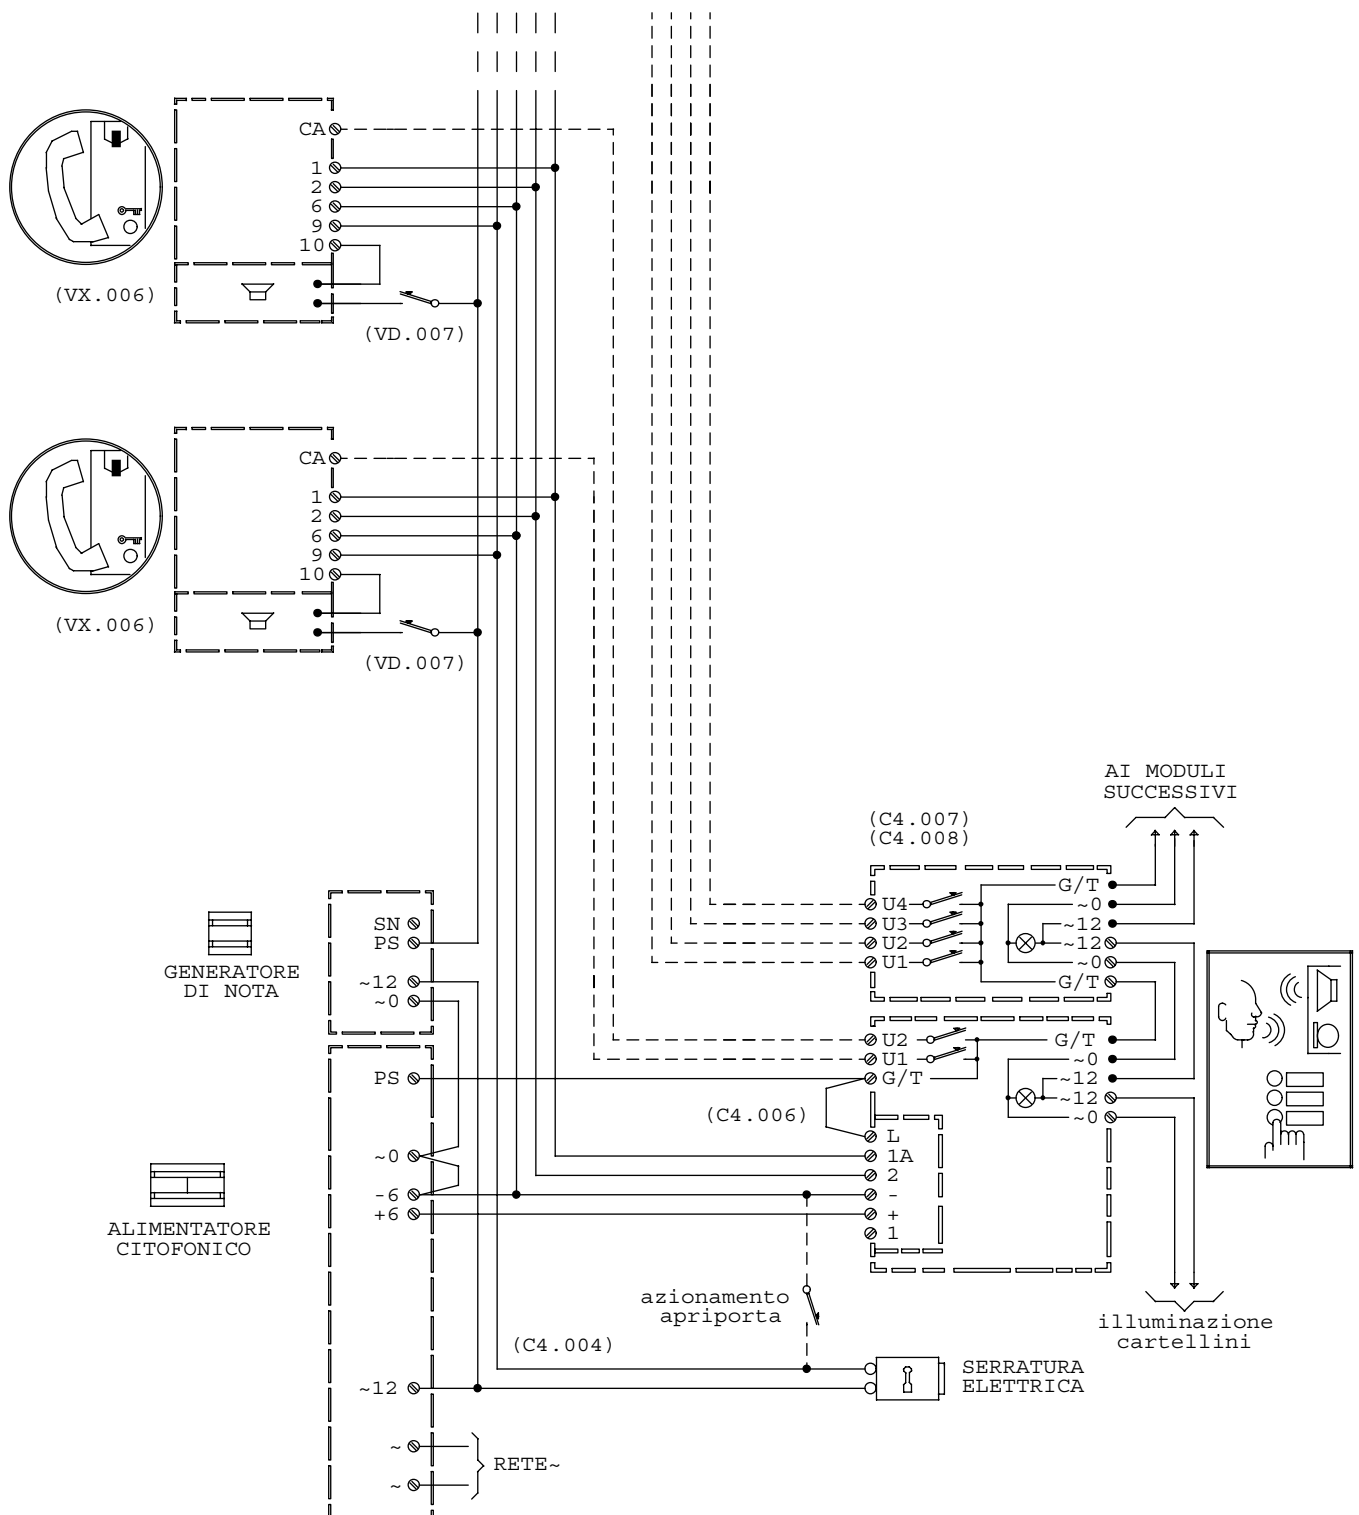 CA
1
2
6
9
10
(VX.006)
(VD.007)
CA
1
2
6
9
10
(VX.006)
(VD.007)
AI MODULI
SUCCESSIVI
(C4.007)
(C4.008)
G/T
U4
~0
U3
~12
U2
~12
U1
~0
G/T
SN
PS
~12
~0
GENERATORE
DI NOTA
U2
G/T
U1
~0
G/T
~12
~12
~0
PS
(C4.006)
L
~0
1A
2
-6
-
+6
+
1
ALIMENTATORE
CITOFONICO
azionamento
apriporta
illuminazione
cartellini
(C4.004)
SERRATURA
ELETTRICA
~12
~
RETE~
~